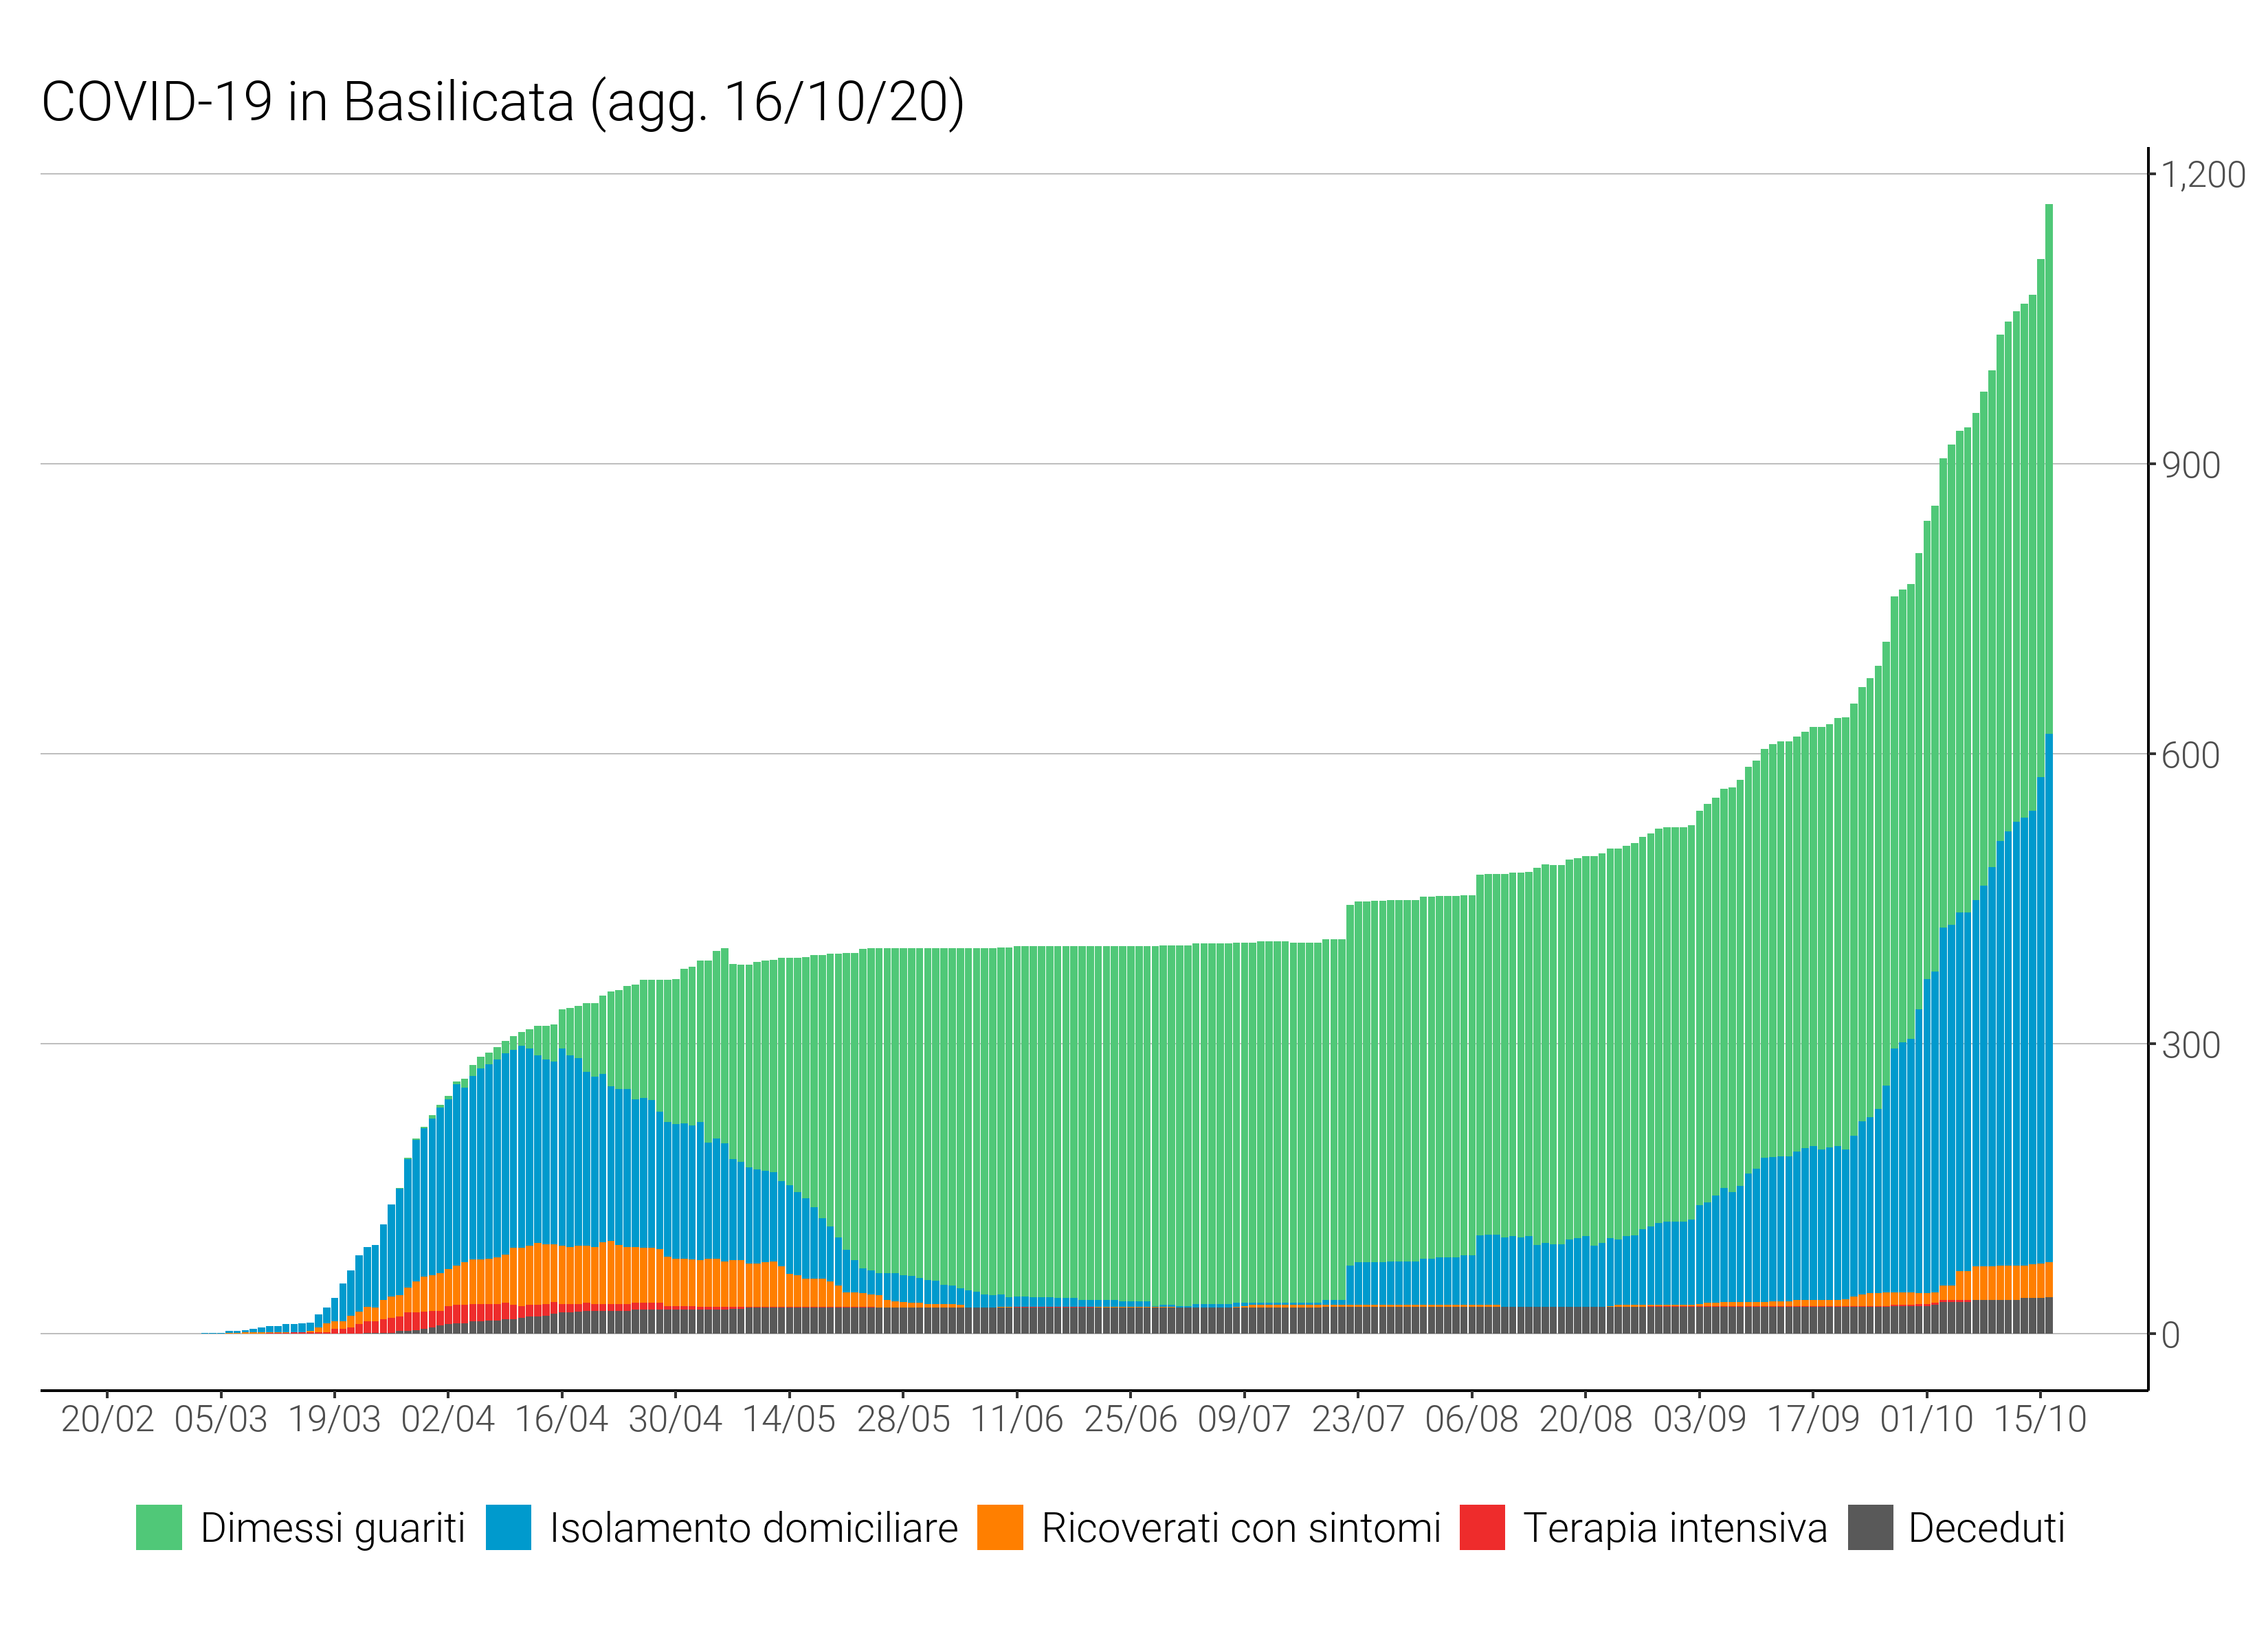 COVID-19 in Basilicata (agg. 16/10/20)
1,200
900
600
300
0
20/02 05/03 19/03 02/04 16/04 30/04 14/05 28/05 11/06 25/06 09/07 23/07 06/08 20/08 03/09 17/09 01/10 15/10
Dimessi guariti Isolamento domiciliare Ricoverati con sintomi Terapia intensiva Deceduti